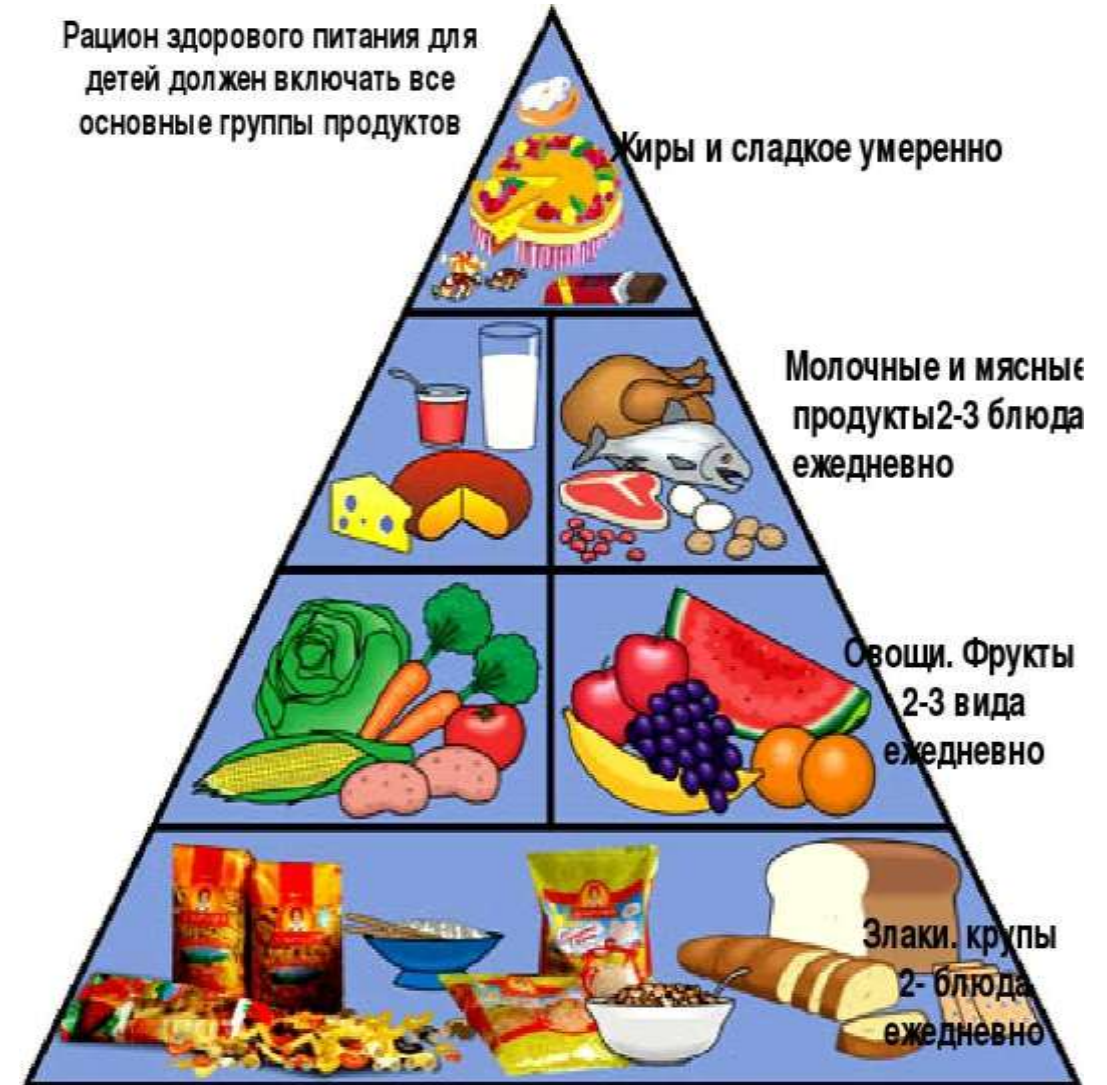 Рацион здорового питания для
детей должен включать все
основные группы продуктов
Жиры и сладкое умеренно
Молочные и мясные
продукты2-3 блюда
ежедневно
Овощи. Фрукты
2-3 вида
ежедневно
Злаки. крупы
2- блюда
ежедневно